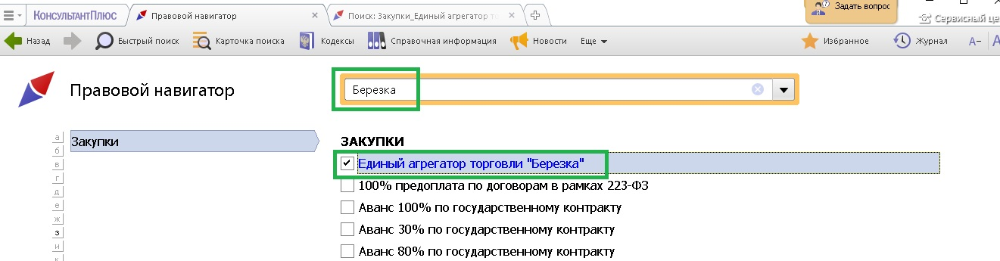 КонсультантПлюс
Правовой навигатор
Поиск: Закупки_Единый агрегатор то
Задать вопрос
Сервисный це
Назад
Быстрый поиск
Карточка поиска
Кодексы
Справочная информация
Новости
Еще
Избранное
Журнал
А−
А
Правовой навигатор
Березка
а
б
в
г
д
е
ж
з
и
к
Закупки
ЗАКУПКИ
Единый агрегатор торговли "Березка"
100% предоплата по договорам в рамках 223-ФЗ
Аванс 100% по государственному контракту
Аванс 30% по государственному контракту
Аванс 80% по государственному контракту